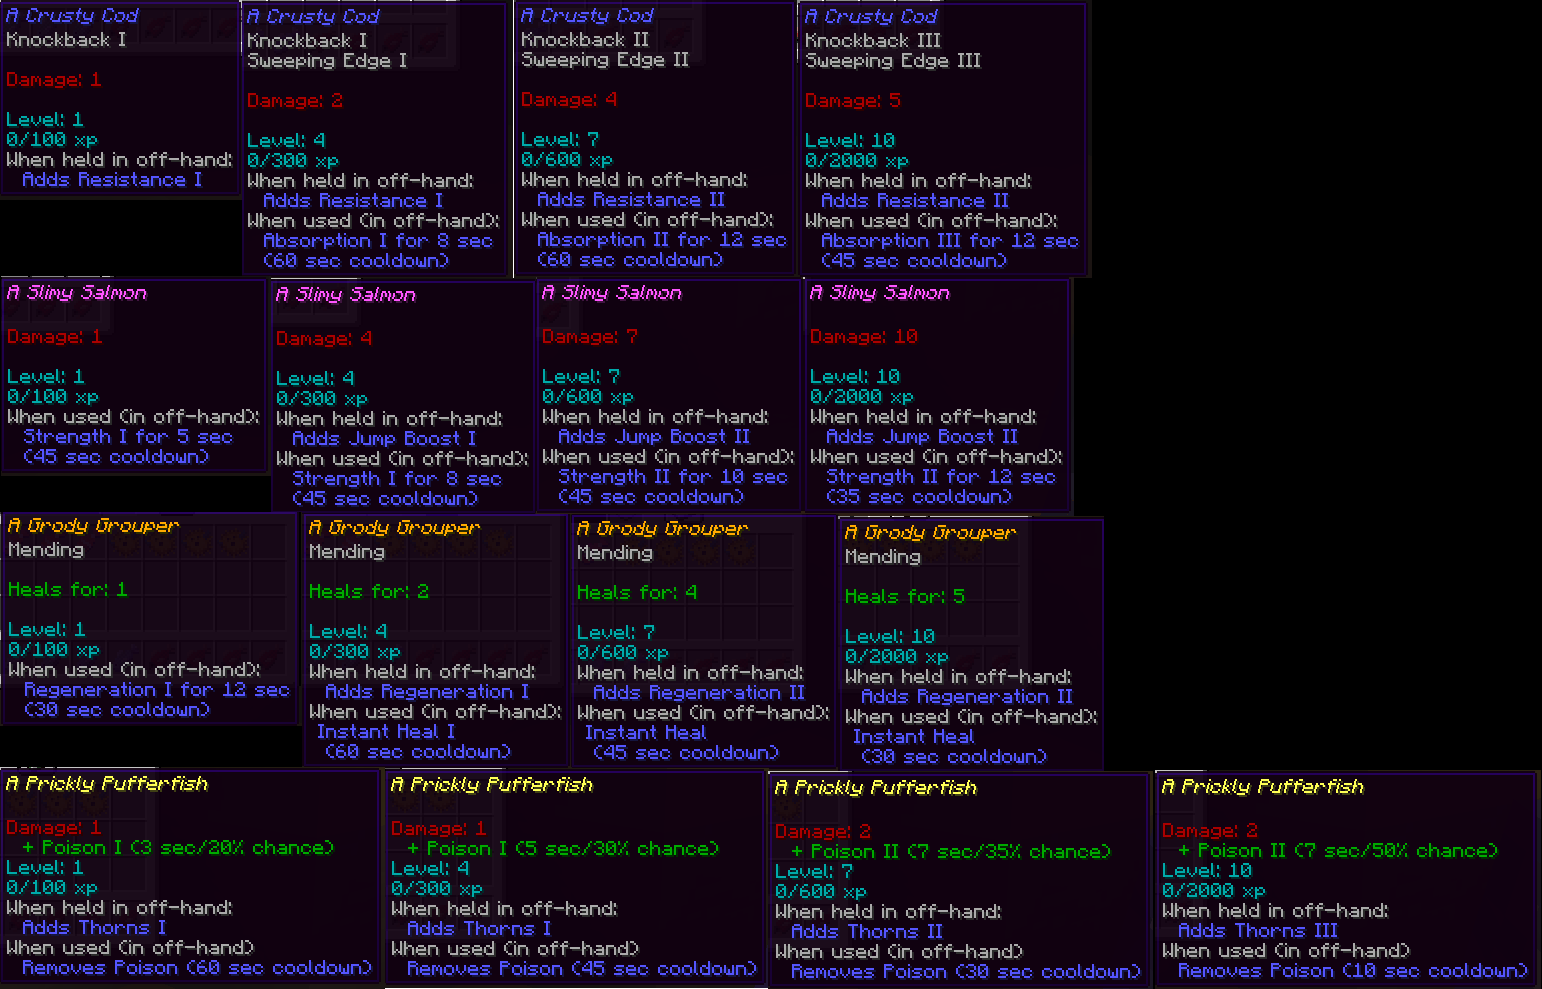 A Crusty Cod
Knockback I
Damage: 1
Level: 1
0/100 xp
When held in off-hand:
Adds Resistance I
A Crusty Cod
Knockback I
Sweeping Edge I
Damage: 2
Level: 4
0/300 xp
When held in off-hand:
Adds Resistance I
When used (in off-hand):
Absorption I for 8 sec
(60 sec cooldown)
A Crusty Cod
Knockback II
Sweeping Edge II
Damage: 4
Level: 7
0/600 xp
When held in off-hand:
Adds Resistance II
When used (in off-hand):
Absorption II for 12 sec
(60 sec cooldown)
A Crusty Cod
Knockback III
Sweeping Edge III
Damage: 5
Level: 10
0/2000 xp
When held in off-hand:
Adds Resistance II
When used (in off-hand):
Absorption III for 12 sec
(45 sec cooldown)
A Slimy Salmon
Damage: 1
Level: 1
0/100 xp
When used (in off-hand):
Strength I for 5 sec
(45 sec cooldown)
A Slimy Salmon
Damage: 4
Level: 4
0/300 xp
When held in off-hand:
Adds Jump Boost I
When used (in off-hand):
Strength I for 8 sec
(45 sec cooldown)
A Slimy Salmon
Damage: 7
Level: 7
0/600 xp
When held in off-hand:
Adds Jump Boost II
When used (in off-hand):
Strength II for 10 sec
(45 sec cooldown)
A Slimy Salmon
Damage: 10
Level: 10
0/2000 xp
When held in off-hand:
Adds Jump Boost II
When used (in off-hand):
Strength II for 12 sec
(35 sec cooldown)
A Grody Grouper
Mending
Heals for: 1
Level: 1
0/100 xp
When used (in off-hand):
Regeneration I for 12 sec
(30 sec cooldown)
A Grody Grouper
Mending
Heals for: 2
Level: 4
0/300 xp
When held in off-hand:
Adds Regeneration I
When used (in off-hand):
Instant Heal I
(60 sec cooldown)
A Grody Grouper
Mending
Heals for: 4
Level: 7
0/600 xp
When held in off-hand:
Adds Regeneration II
When used (in off-hand):
Instant Heal
(45 sec cooldown)
A Grody Grouper
Mending
Heals for: 5
Level: 10
0/2000 xp
When held in off-hand:
Adds Regeneration II
When used (in off-hand):
Instant Heal
(30 sec cooldown)
A Prickly Pufferfish
Damage: 1
+ Poison I (3 sec/20% chance)
Level: 1
0/100 xp
When held in off-hand:
Adds Thorns I
When used (in off-hand)
Removes Poison (60 sec cooldown)
A Prickly Pufferfish
Damage: 1
+ Poison I (5 sec/30% chance)
Level: 4
0/300 xp
When held in off-hand:
Adds Thorns I
When used (in off-hand)
Removes Poison (45 sec cooldown)
A Prickly Pufferfish
Damage: 2
+ Poison II (7 sec/35% chance)
Level: 7
0/600 xp
When held in off-hand:
Adds Thorns II
When used (in off-hand)
Removes Poison (30 sec cooldown)
A Prickly Pufferfish
Damage: 2
+ Poison II (7 sec/50% chance)
Level: 10
0/2000 xp
When held in off-hand:
Adds Thorns III
When used (in off-hand)
Removes Poison (10 sec cooldown)